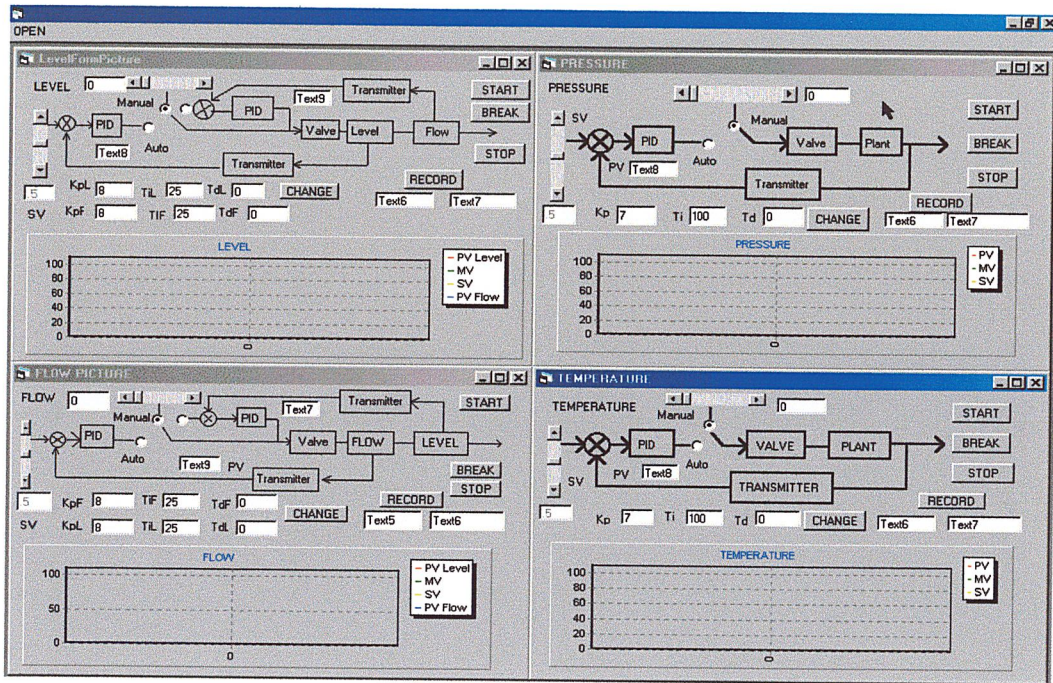 OPEN
LevelFormPicture
LEVEL 0
Manual
Text9
Transmitter
START
BREAK
STOP
PID
PID
Valve
Level
Flow
Auto
Text8
Transmitter
RECORD
.5
KpL 8 TiL 25 TdL 0 CHANGE
Text6 Text7
SV KpF 8 TiF 25 TdF 0
LEVEL
100
80
60
40
20
0
0
PV Level
MV
SV
PV Flow
PRESSURE
PRESSURE
0
START
SV
Manual
PID
Valve
Plant
BREAK
Auto
PV Text8
Transmitter
STOP
RECORD
.5 Kp 7 Ti 100 Td 0 CHANGE
Text6 Text7
PRESSURE
100
80
60
40
20
0
0
PV
MV
SV
FLOW PICTURE
FLOW 0
Manual
Text7
Transmitter
START
PID
PID
Valve
FLOW
LEVEL
Auto
Text9 PV
Transmitter
BREAK
STOP
RECORD
.5 KpF 8 TiF 25 TdF 0 CHANGE
Text5 Text6
SV KpL 8 TiL 25 TdL 0
FLOW
100
50
0
0
PV Level
MV
SV
PV Flow
TEMPERATURE
TEMPERATURE
0
Manual
START
PID
VALVE
PLANT
BREAK
Auto
SV PV Text8
TRANSMITTER
STOP
RECORD
.5 Kp 7 Ti 100 Td 0 CHANGE
Text6 Text7
TEMPERATURE
100
80
60
40
20
0
0
PV
MV
SV